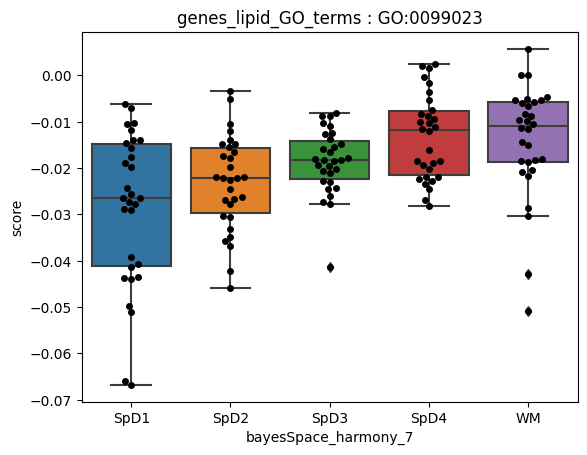 genes_lipid_GO_terms : GO:0099023
0.00
−0.01
−0.02
−0.03
−0.04
−0.05
−0.06
−0.07
score
SpD1 SpD2 SpD3 SpD4 WM
bayesSpace_harmony_7